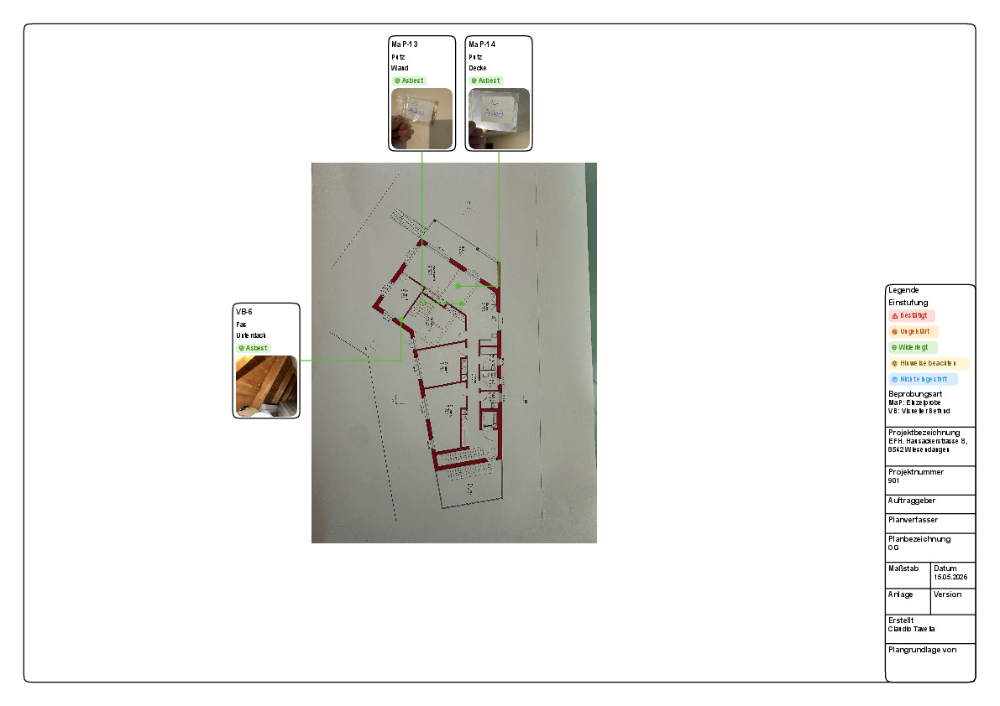 MaP-13
Putz
Wand
Asbest
MaP-14
Putz
Decke
Asbest
Asbest
Asbest
VB-6
Unterdach
Asbest
Legende
Einstufung
Bestätigt
Ungeklärt
Widerlegt
Hinweise beachten
Nicht eingestuft
Beprobungsart
MaP: Einzelprobe
VB: Visueller Befund
Projektbezeichnung
EFH. Hansackerstrasse 8,
8542 Wiesendangen
Projektnummer
901
Auftraggeber
Planverfasser
Planbezeichnung
OG
Maßstab
Datum
15.05.2026
Anlage
Version
Erstellt
Claudio Tavella
Plangrundlage von